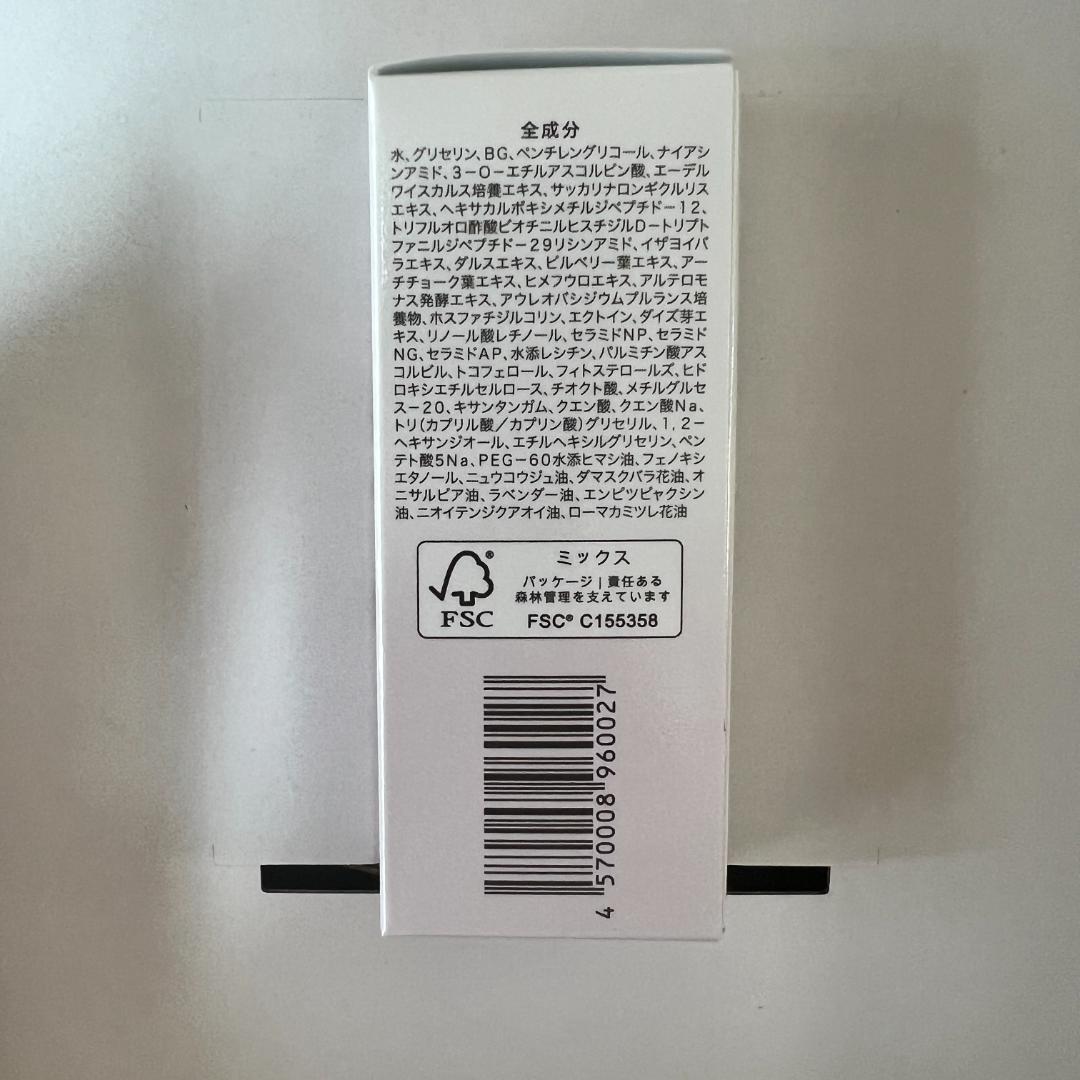 全成分
水、グリセリン、BG、ペンチレングリコール、ナイアシ
ンアミド、3-O-エチルアスコルビン酸、エーデル
ワイスカルス培養エキス、サッカリナロンギクルリス
エキス、ヘキサカルボキシメチルジペプチド-12、
トリフルオロ酢酸ビオチニルヒスチジルD-トリプト
ファニルジペプチド-29リシンアミド、イザヨイバ
ラエキス、ダルスエキス、ビルベリー葉エキス、アー
チチョーク葉エキス、ヒメフウロエキス、アルテロモ
ナス発酵エキス、アウレオバシジウムプルランス培
養物、ホスファチジルコリン、エクトイン、ダイズ芽エ
キス、リノール酸レチノール、セラミドNP、セラミド
NG、セラミドAP、水添レシチン、パルミチン酸アス
コルビル、トコフェロール、フィトステロールズ、ヒド
ロキシエチルセルロース、チオクト酸、メチルグルセ
ス-20、キサンタンガム、クエン酸、クエン酸Na、
トリ(カプリル酸/カプリン酸)グリセリル、1,2-
ヘキサンジオール、エチルヘキシルグリセリン、ペン
テト酸5Na、PEG-60水添ヒマシ油、フェノキシ
エタノール、ニュウコウジュ油、ダマスクバラ花油、オ
ニサルビア油、ラベンダー油、エンピツビャクシン
油、ニオイテンジクアオイ油、ローマカミツレ花油
FSC®
ミックス
パッケージ | 責任ある
森林管理を支えています
FSC® C155358
4 570008 960027